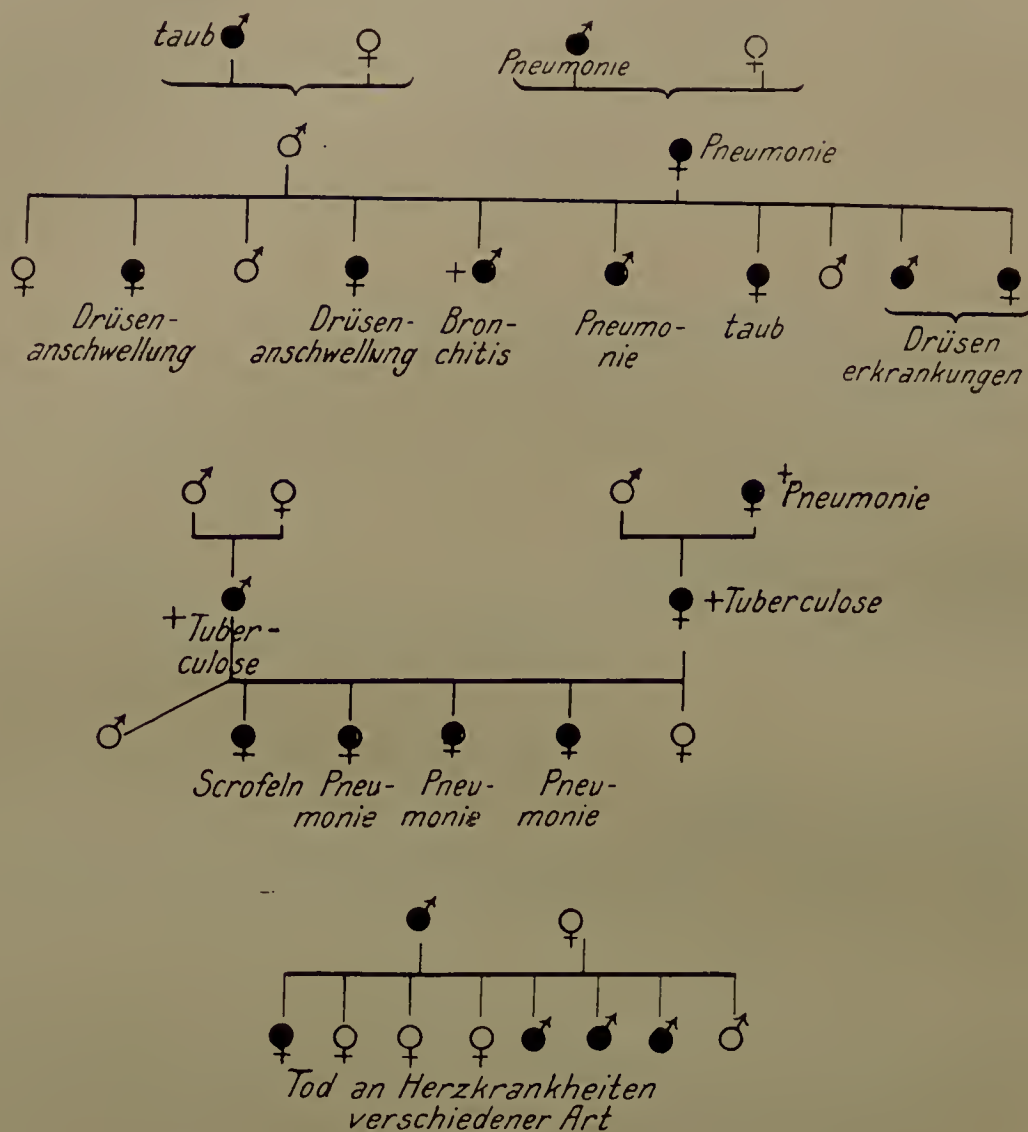 taub
Pneumonie
Pneumonie
Drüsen-
anschwellung
Drüsen-
anschwellung
+
Bron-
chitis
Pneumo-
nie
taub
Drüsen
erkrankungen
+
Pneumonie
+
Tuber-
culose
+Tuberculose
Scrofeln
Pneu-
monie
Pneu-
monie
Pneu-
monie
Tod an Herzkrankheiten
verschiedener Art